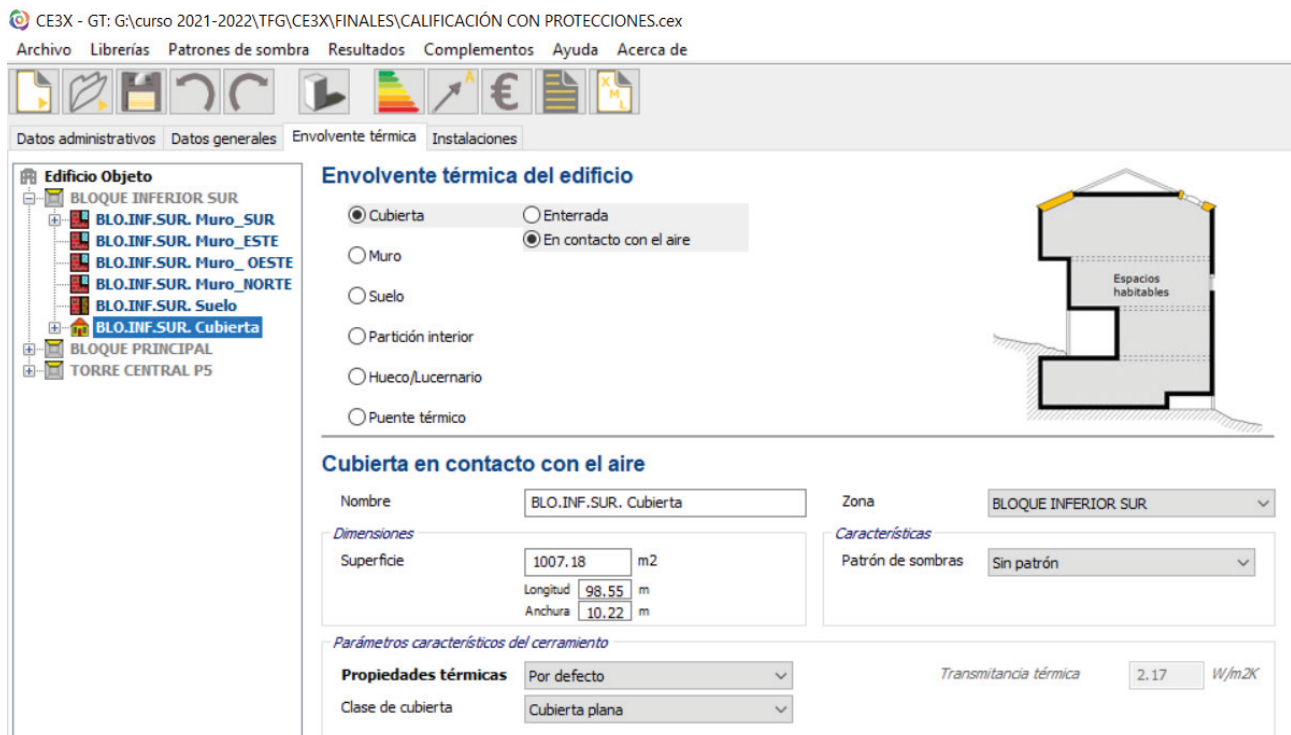 CE3X - GT: G:\curso 2021-2022\TFG\CE3X\FINALES\CALIFICACIÓN CON PROTECCIONES.cex
Archivo Librerías Patrones de sombra Resultados Complementos Ayuda Acerca de
A € X M L
Datos administrativos Datos generales Envolvente térmica Instalaciones
Edificio Objeto
BLOQUE INFERIOR SUR
BLO.INF.SUR. Muro_SUR
BLO.INF.SUR. Muro_ESTE
BLO.INF.SUR. Muro_ OESTE
BLO.INF.SUR. Muro_NORTE
BLO.INF.SUR. Suelo
BLO.INF.SUR. Cubierta
BLOQUE PRINCIPAL
TORRE CENTRAL P5
Envolvente térmica del edificio
Cubierta Enterrada
En contacto con el aire
Muro
Suelo
Partición interior
Hueco/Lucernario
Puente térmico
Espacios
habitables
Cubierta en contacto con el aire
Nombre BLO.INF.SUR. Cubierta Zona BLOQUE INFERIOR SUR
Dimensiones Características
Superficie 1007.18 m2 Patrón de sombras Sin patrón
Longitud 98.55 m
Anchura 10.22 m
Parámetros característicos del cerramiento
Propiedades térmicas Por defecto Transmitancia térmica 2.17 W/m2K
Clase de cubierta Cubierta plana